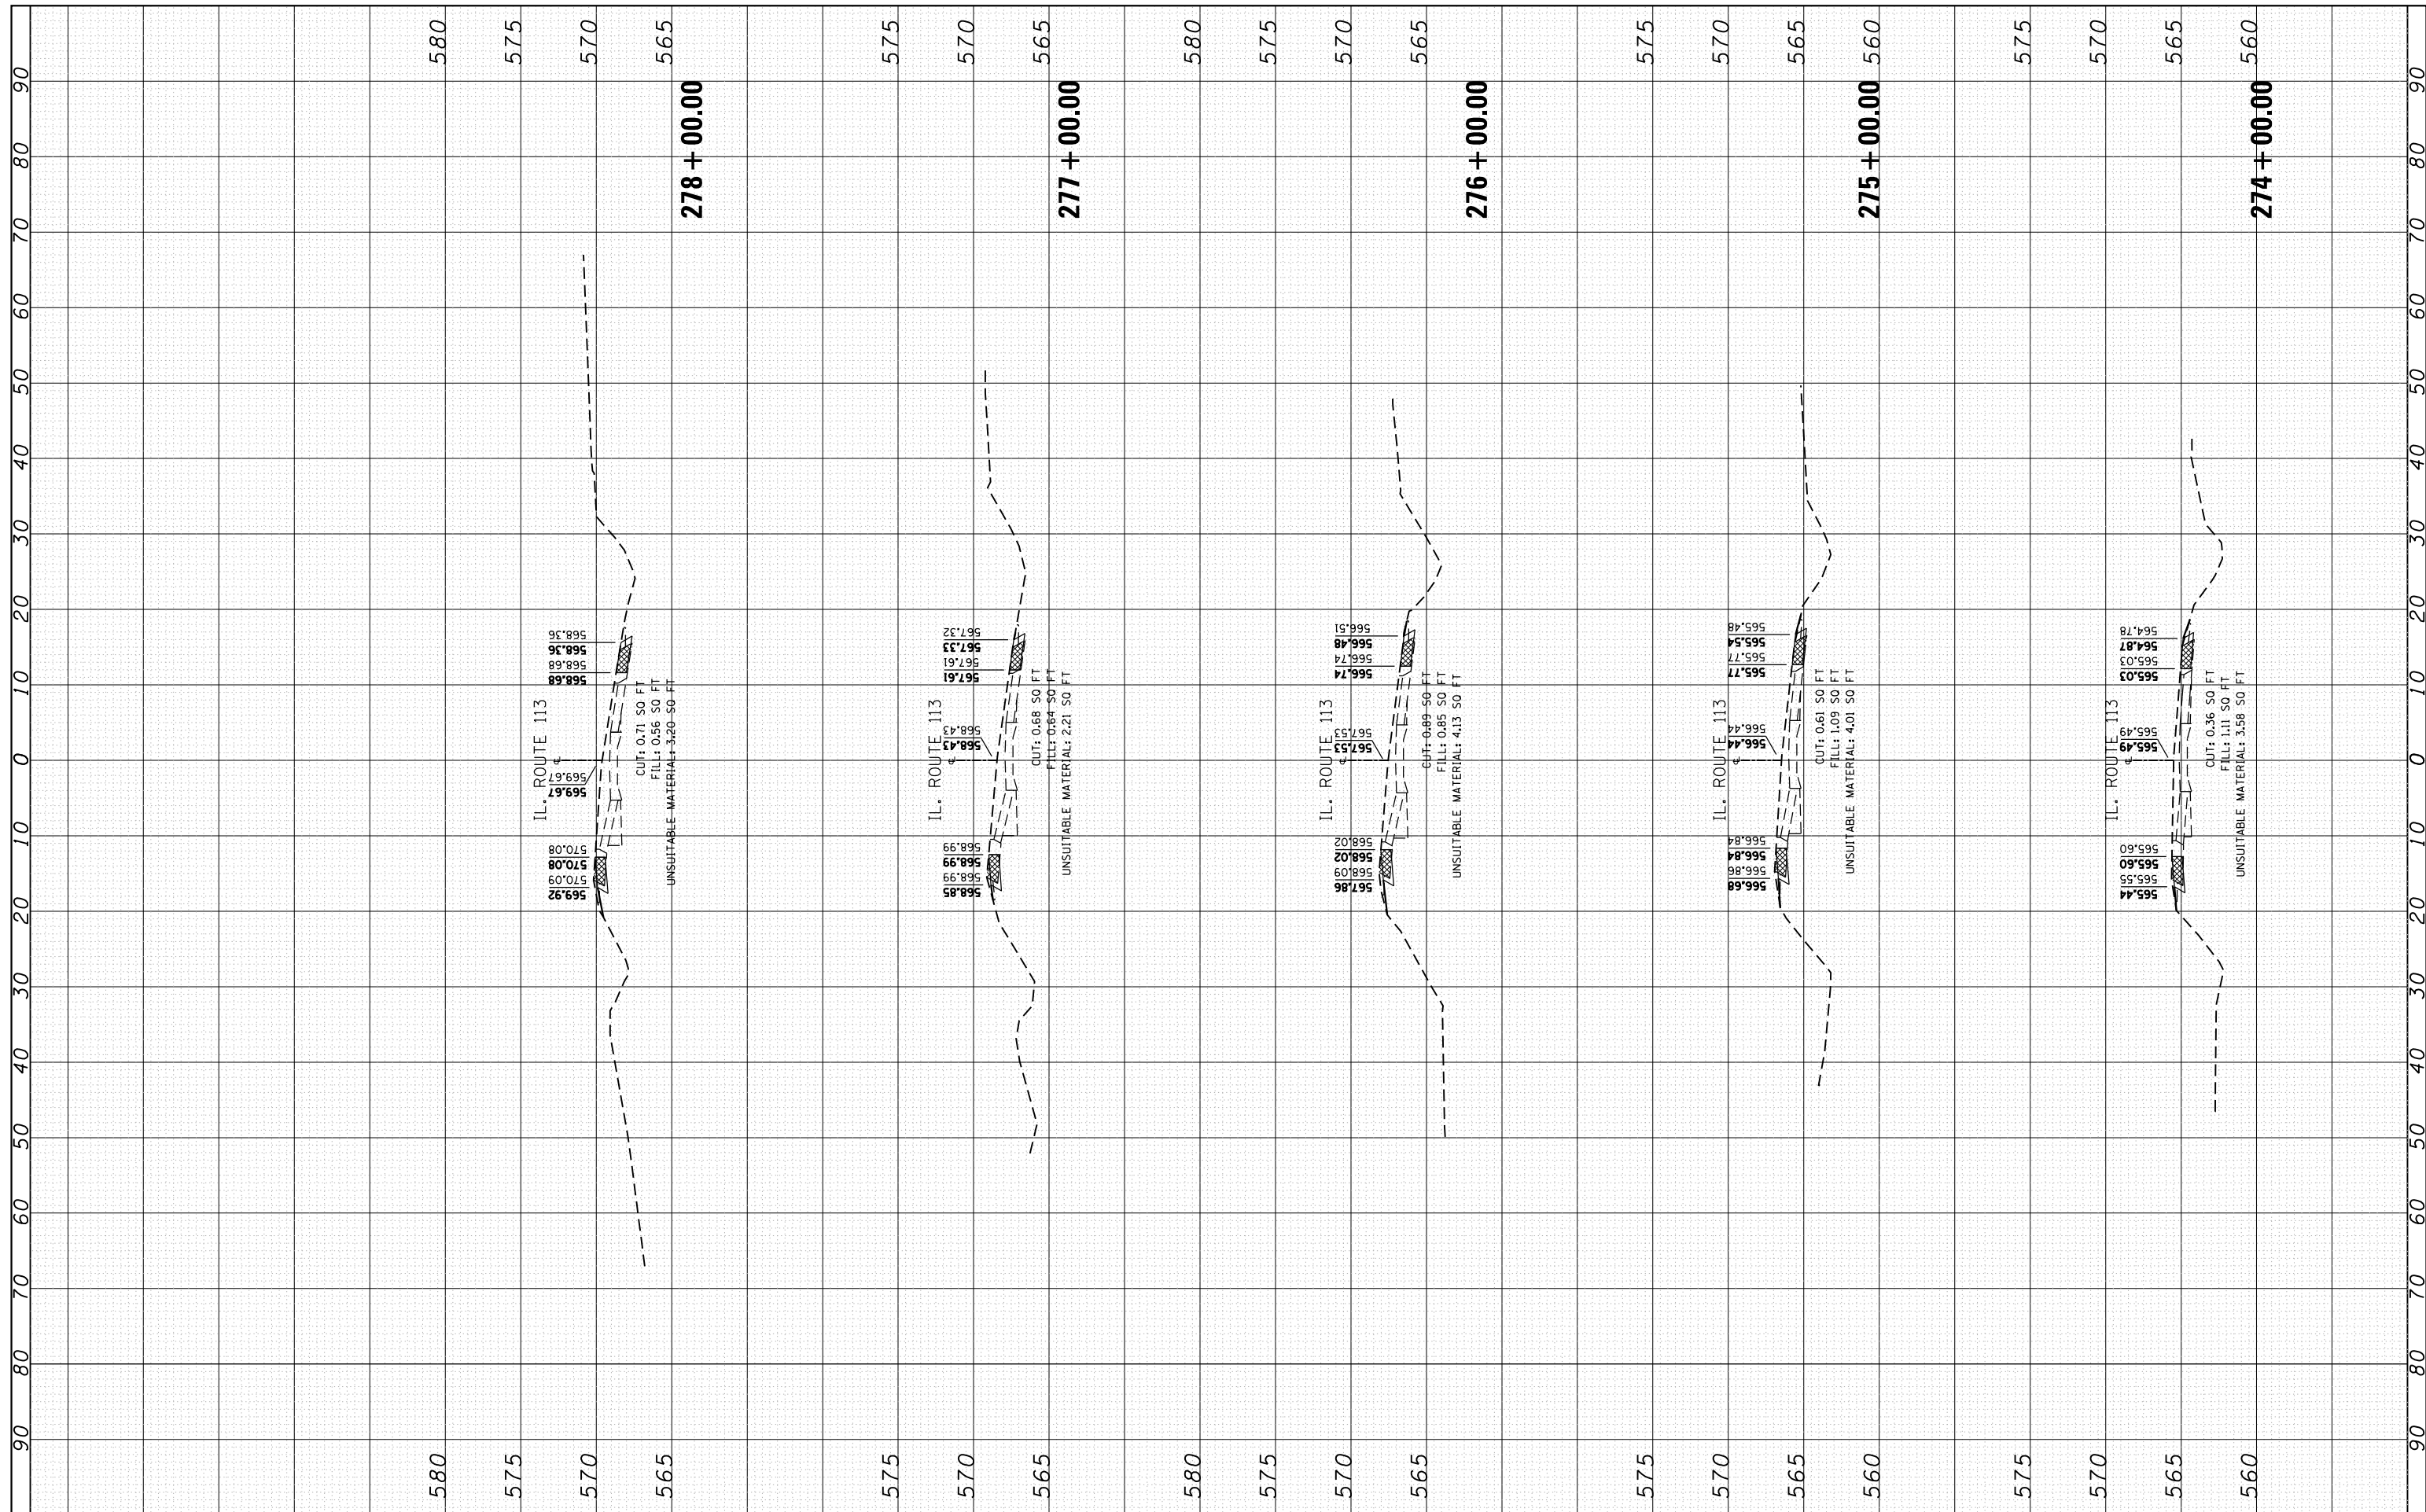 90 80 70 60 50 40 30 20 10 0 10 20 30 40 50 60 70 80 90
580 580
575 575
570 570
565 565
IL. ROUTE 113
569.92 570.09 570.08 570.08 569.67 569.67 568.68 568.68 568.36 568.36
CUT: 0.71 SQ FT
FILL: 0.56 SQ FT
UNSUITABLE MATERIAL: 3.20 SQ FT
278+00.00
575 575
570 570
565 565
IL. ROUTE 113
568.85 568.99 568.99 568.99 568.43 568.43 567.61 567.61 567.33 567.32
CUT: 0.68 SQ FT
FILL: 0.64 SQ FT
UNSUITABLE MATERIAL: 2.21 SQ FT
277+00.00
580 580
575 575
570 570
565 565
IL. ROUTE 113
567.86 568.09 568.02 568.02 567.53 567.53 566.74 566.74 566.48 566.51
CUT: 0.89 SQ FT
FILL: 0.85 SQ FT
UNSUITABLE MATERIAL: 4.13 SQ FT
276+00.00
575 575
570 570
565 565
560 560
IL. ROUTE 113
566.68 566.86 566.84 566.84 566.44 566.44 565.77 565.77 565.54 565.48
CUT: 0.61 SQ FT
FILL: 1.09 SQ FT
UNSUITABLE MATERIAL: 4.01 SQ FT
275+00.00
575 575
570 570
565 565
560 560
IL. ROUTE 113
565.44 565.55 565.60 565.60 565.49 565.49 565.03 565.03 564.87 564.78
CUT: 0.36 SQ FT
FILL: 1.11 SQ FT
UNSUITABLE MATERIAL: 3.58 SQ FT
274+00.00
90 80 70 60 50 40 30 20 10 0 10 20 30 40 50 60 70 80 90